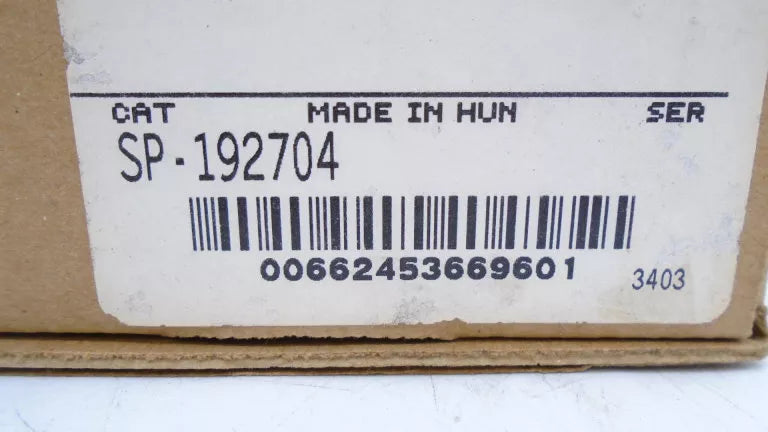 CAT MADE IN HUN SER
SP-192704
00662453669601
3403